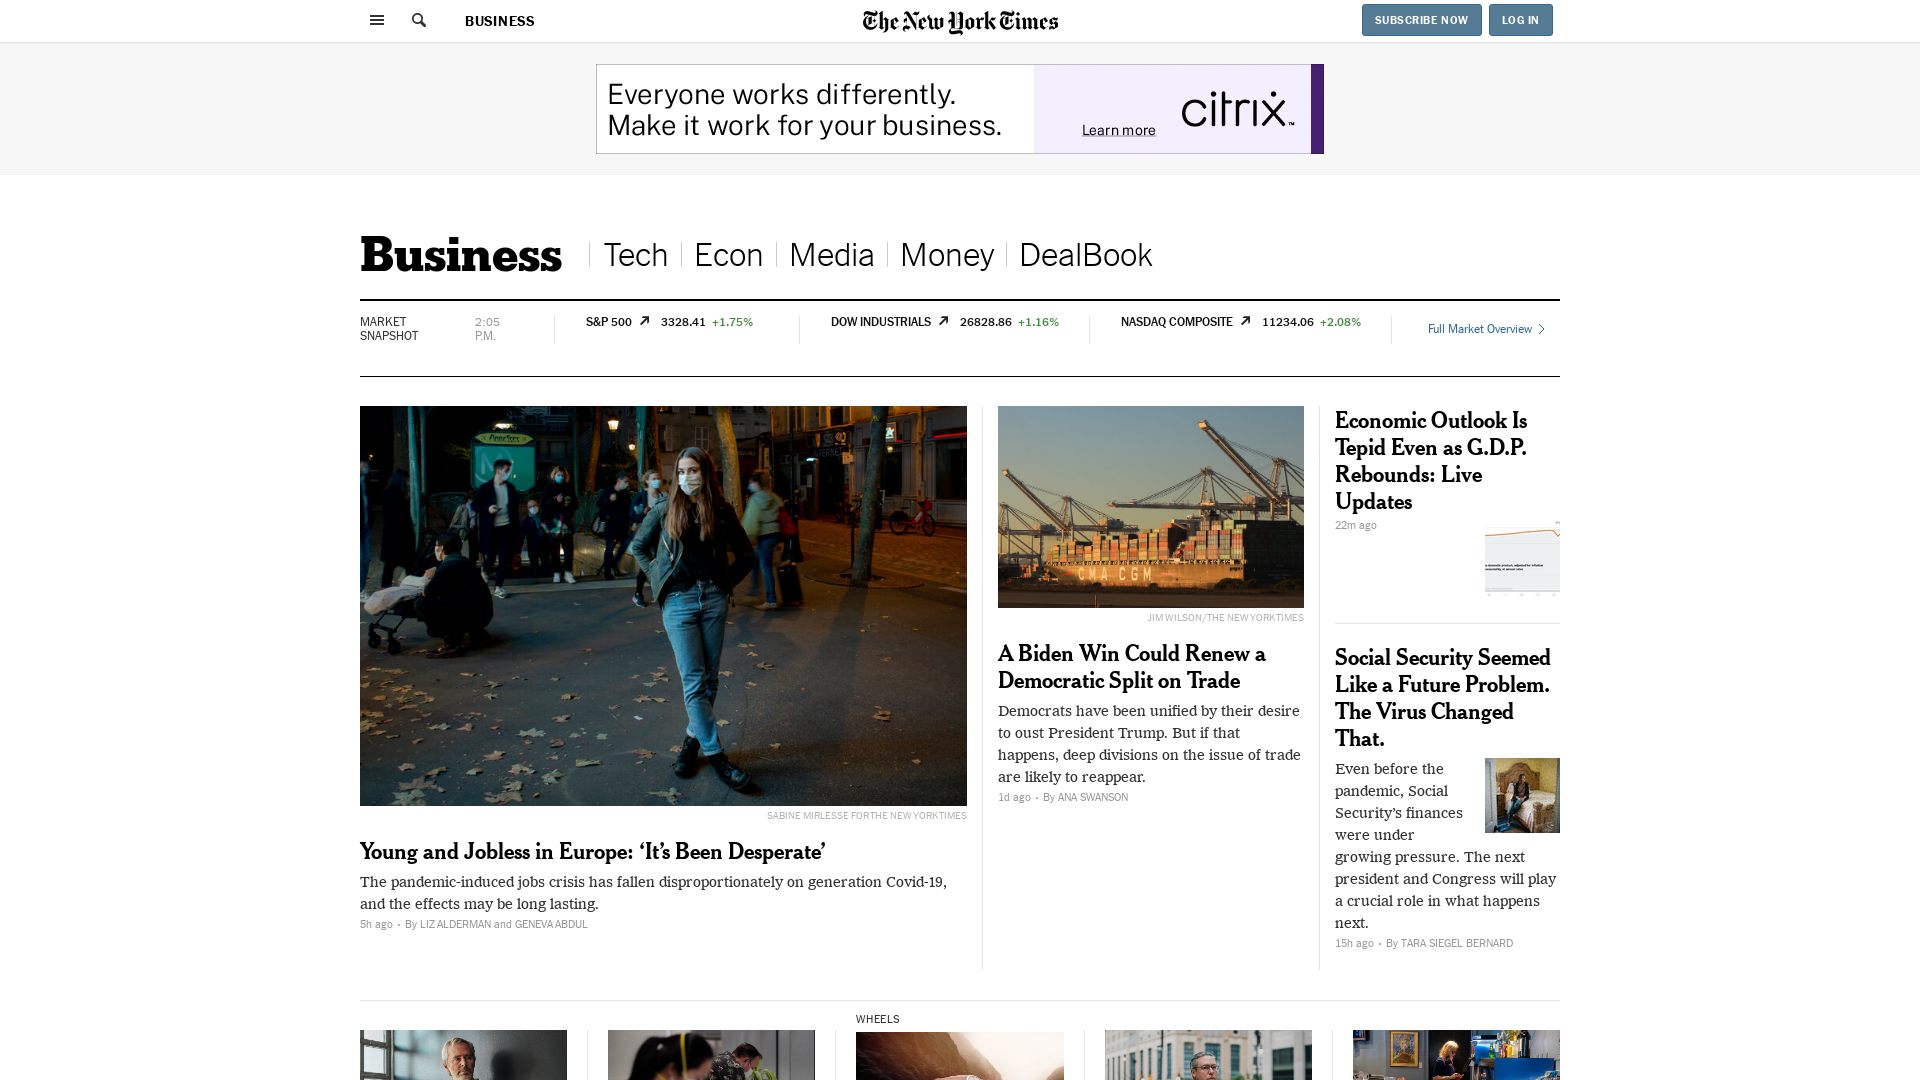 BUSINESS
The New York Times
SUBSCRIBE NOW
LOG IN
Everyone works differently.
Make it work for your business.
Learn more
citrix™
Business
Tech
Econ
Media
Money
DealBook
MARKET
SNAPSHOT
2:05
P.M.
S&P 500 3328.41 +1.75%
DOW INDUSTRIALS 26828.86 +1.16%
NASDAQ COMPOSITE 11234.06 +2.08%
Full Market Overview
SABINE MIRLESSE FOR THE NEW YORK TIMES
Young and Jobless in Europe: ‘It’s Been Desperate’
The pandemic-induced jobs crisis has fallen disproportionately on generation Covid-19,
and the effects may be long lasting.
5h ago • By LIZ ALDERMAN and GENEVA ABDUL
CMA CGM
JIM WILSON/THE NEW YORK TIMES
A Biden Win Could Renew a
Democratic Split on Trade
Democrats have been unified by their desire
to oust President Trump. But if that
happens, deep divisions on the issue of trade
are likely to reappear.
1d ago • By ANA SWANSON
Economic Outlook Is
Tepid Even as G.D.P.
Rebounds: Live
Updates
22m ago
Social Security Seemed
Like a Future Problem.
The Virus Changed
That.
Even before the
pandemic, Social
Security’s finances
were under
growing pressure. The next
president and Congress will play
a crucial role in what happens
next.
15h ago • By TARA SIEGEL BERNARD
WHEELS